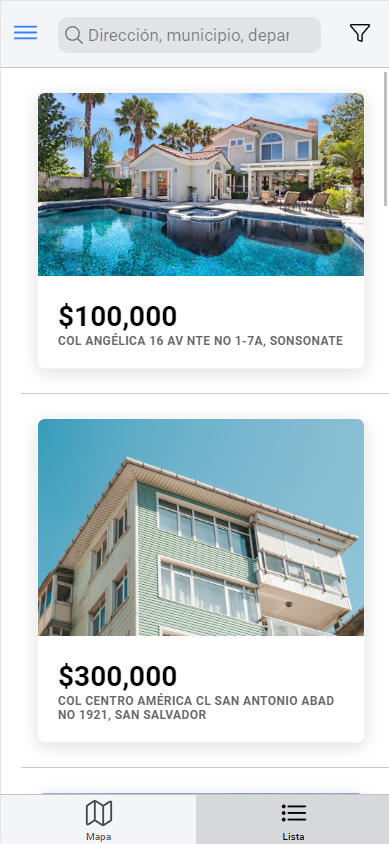 Dirección, municipio, depar
$100,000
COL ANGÉLICA 16 AV NTE NO 1-7A, SONSONATE
$300,000
COL CENTRO AMÉRICA CL SAN ANTONIO ABAD
NO 1921, SAN SALVADOR
Mapa
Lista